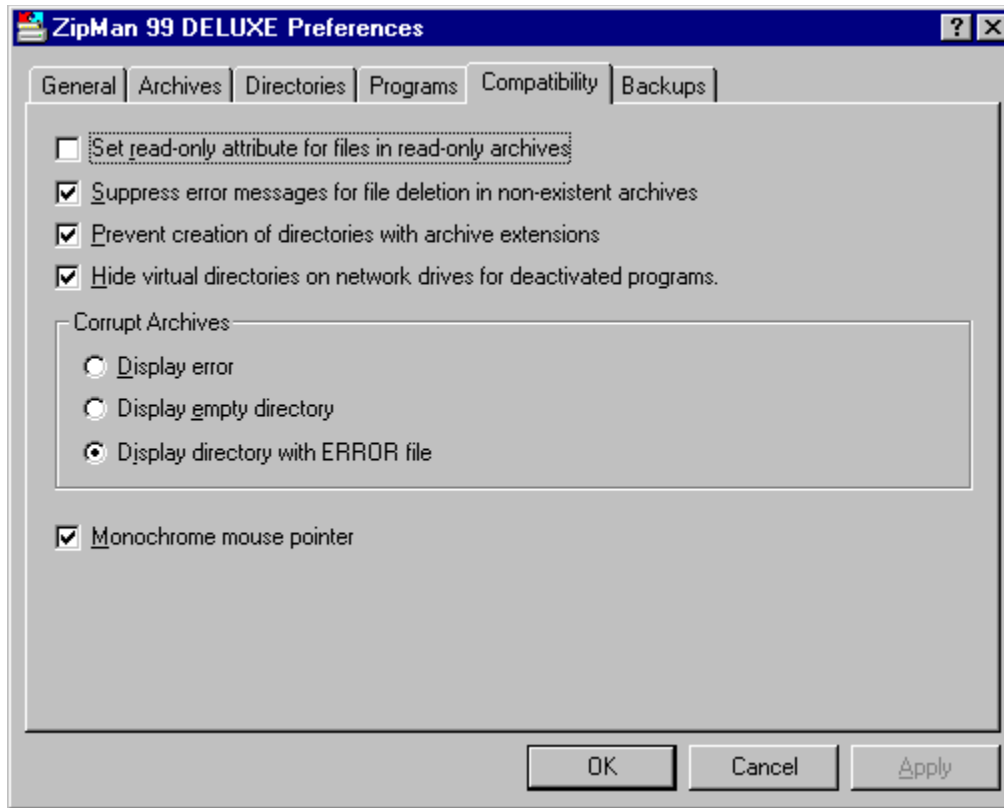 ZipMan 99 DELUXE Preferences
General Archives Directories Programs Compatibility Backups
Set read-only attribute for files in read-only archives
Suppress error messages for file deletion in non-existent archives
Prevent creation of directories with archive extensions
Hide virtual directories on network drives for deactivated programs.
Corrupt Archives
Display error
Display empty directory
Display directory with ERROR file
Monochrome mouse pointer
OK Cancel Apply